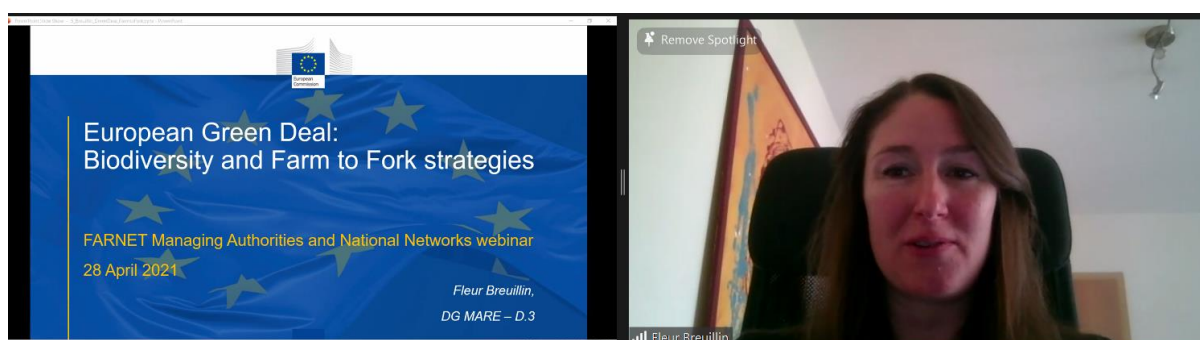 European
Commission
European Green Deal:
Biodiversity and Farm to Fork strategies
FARNET Managing Authorities and National Networks webinar
28 April 2021
Fleur Breuillin,
DG MARE – D.3
Remove Spotlight
Fleur Breuillin